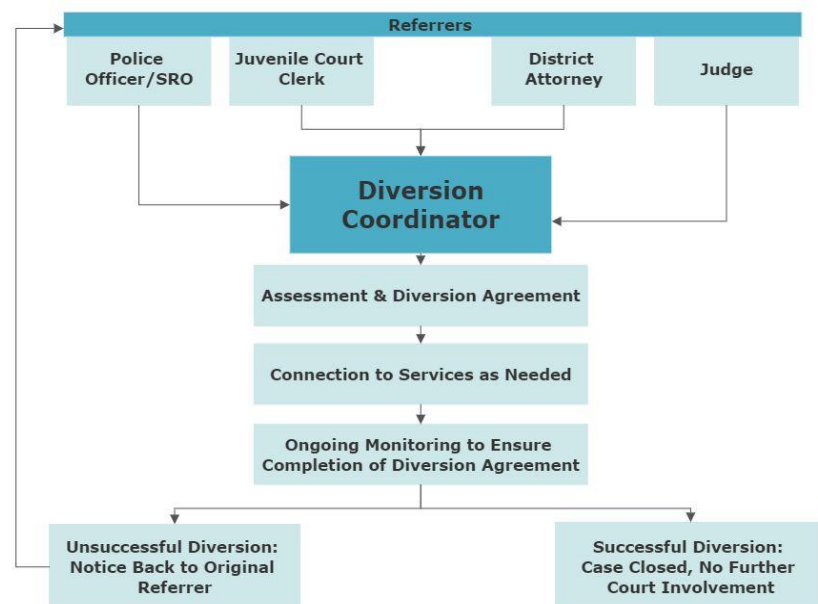 Referrers
Police
Officer/SRO
Juvenile Court
Clerk
District
Attorney
Judge
Diversion
Coordinator
Assessment & Diversion Agreement
Connection to Services as Needed
Ongoing Monitoring to Ensure
Completion of Diversion Agreement
Unsuccessful Diversion:
Notice Back to Original
Referrer
Successful Diversion:
Case Closed, No Further
Court Involvement